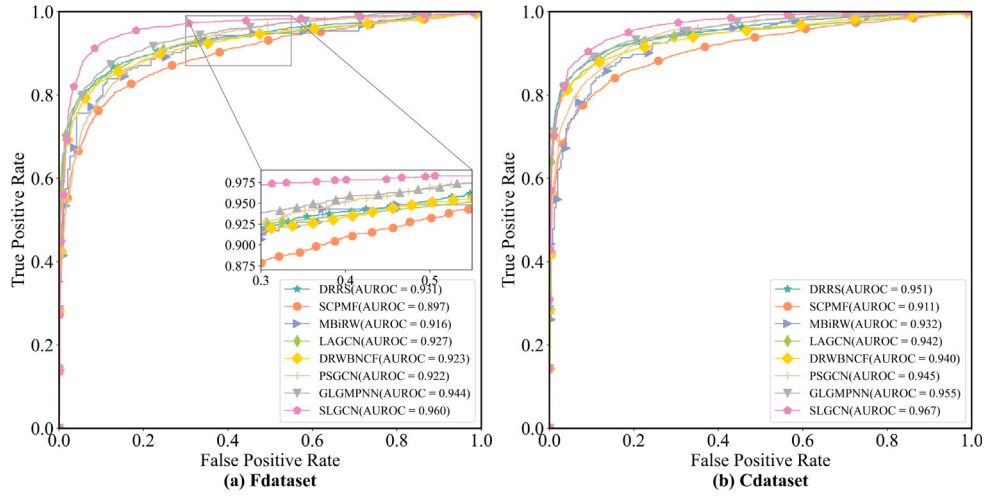 1.0
0.8
0.6
0.4
0.2
0.0
True Positive Rate
0.975
0.950
0.925
0.900
0.875
0.3 0.4 0.5
DRRS(AUROC = 0.931)
SCPMF(AUROC = 0.897)
MBiRW(AUROC = 0.916)
LAGCN(AUROC = 0.927)
DRWBNCF(AUROC = 0.923)
PSGCN(AUROC = 0.922)
GLGMPNN(AUROC = 0.944)
SLGCN(AUROC = 0.960)
0.0 0.2 0.4 0.6 0.8 1.0
False Positive Rate
(a) Fdataset
1.0
0.8
0.6
0.4
0.2
0.0
True Positive Rate
DRRS(AUROC = 0.951)
SCPMF(AUROC = 0.911)
MBiRW(AUROC = 0.932)
LAGCN(AUROC = 0.942)
DRWBNCF(AUROC = 0.940)
PSGCN(AUROC = 0.945)
GLGMPNN(AUROC = 0.955)
SLGCN(AUROC = 0.967)
0.0 0.2 0.4 0.6 0.8 1.0
False Positive Rate
(b) Cdataset